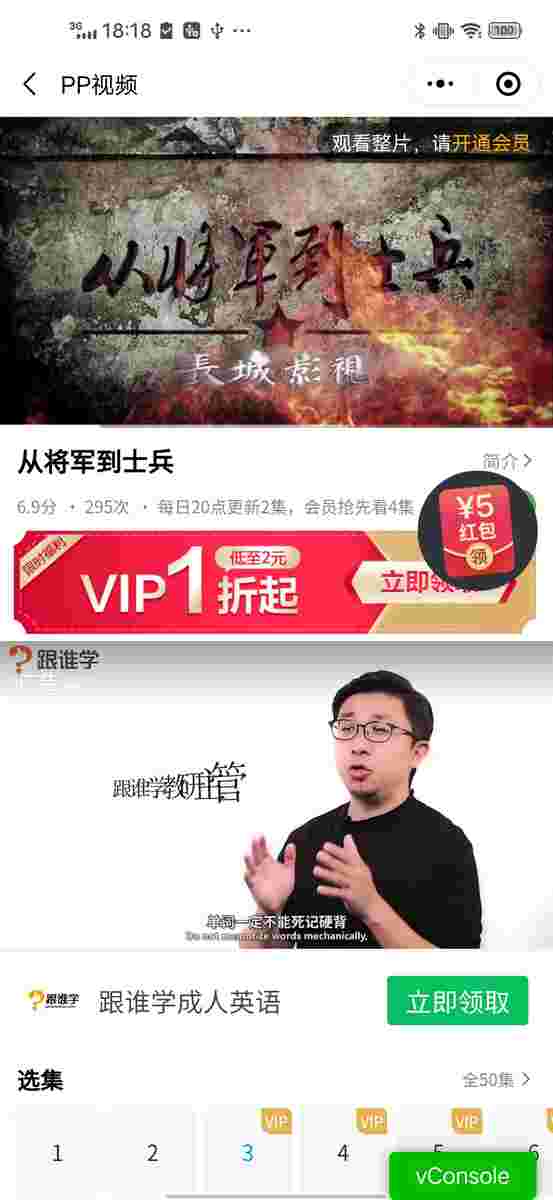 3G 18:18 100
PP视频
观看整片，请开通会员
从将军到士兵
長城影視
从将军到士兵
简介
6.9分 · 295次 · 每日20点更新2集，会员抢先看4集
¥5
红包
领
限时福利
VIP1折起
低至2元
立即领取
跟谁学
广告
跟谁学教研主管
单词一定不能死记硬背
Do not memorize words mechanically,
跟谁学
跟谁学成人英语
立即领取
选集
全50集
1 2 3 4 5 6
VIP VIP VIP
vConsole